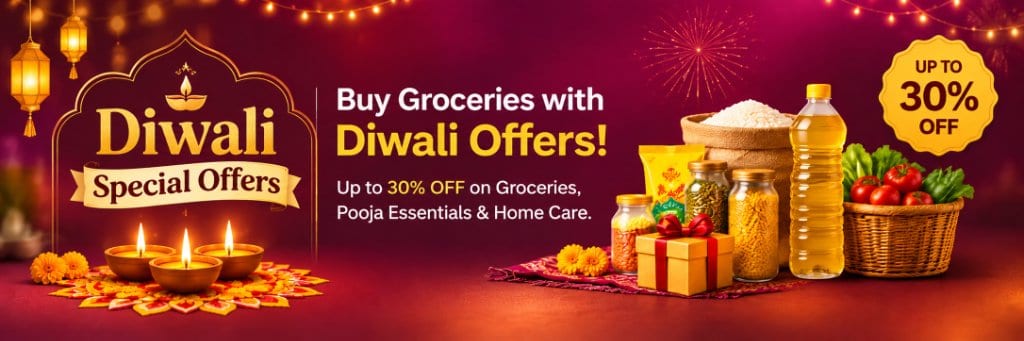 Diwali
Special Offers
Buy Groceries with
Diwali Offers!
Up to 30% OFF on Groceries,
Pooja Essentials & Home Care.
UP TO
30%
OFF